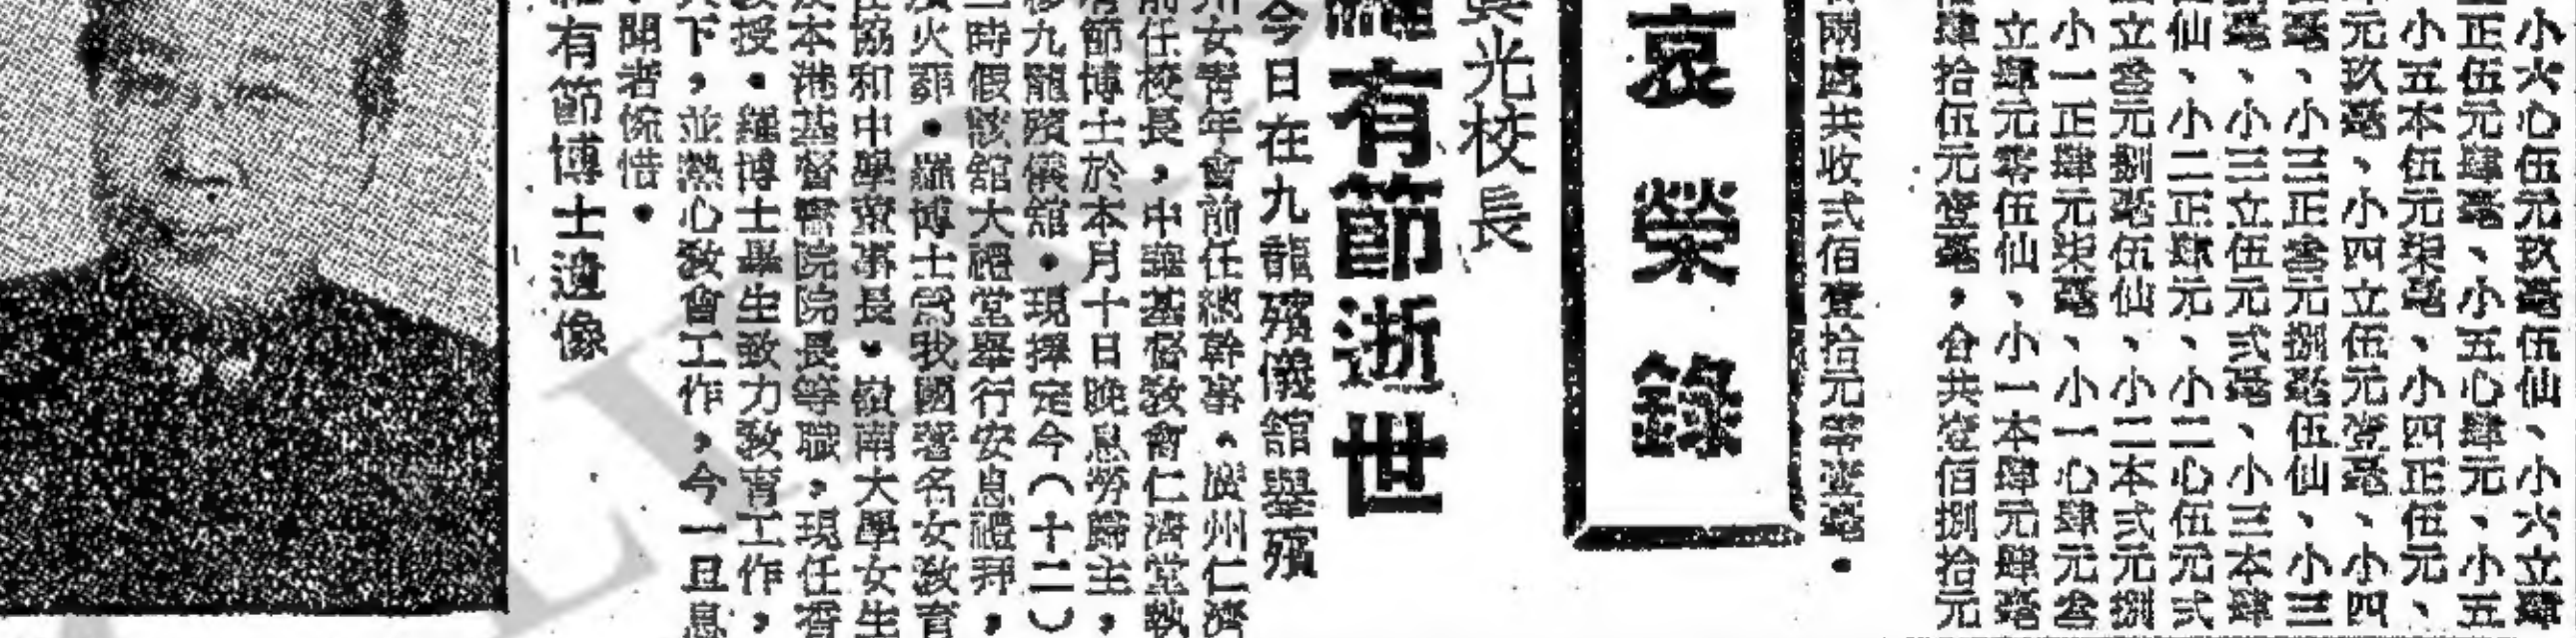 小六心伍元玖毫伍仙、小六立肆
正伍元肆毫、小五心肆元、小五
小五本伍元柒毫、小四正伍元、
元玖毫、小四立伍元壹毫、小四
毫、小三正叁元捌毫伍仙、小三
毫、小三立伍元弍毫、小三本肆
仙、小二正肆元、小二心伍元弍
立叁元捌毫伍仙、小二本弍元捌
小一正肆元柒毫、小一心肆元叁
立肆元零伍仙、小一本肆元肆毫
肆拾伍元壹毫，合共壹佰捌拾元
兩處共收弍佰壹拾元零壹毫。
哀榮錄
真光校長
羅有節逝世
今日在九龍殯儀舘舉殯
州女青年會前任總幹事。廣州仁濟
前任校長，中華基督教會仁濟堂執
有節博士於本月十日晚息勞歸主，
移九龍殯儀舘。現擇定今（十二）
二時假該舘大禮堂舉行安息禮拜，
火葬。羅博士為我國著名女教育
協和中學董事長。嶺南大學女生
本港基督教書院院長等職，現任
教授。羅博士畢生致力教育工作，
下，並熱心教會工作，今一旦息
聞者惋惜。
羅有節博士遺像